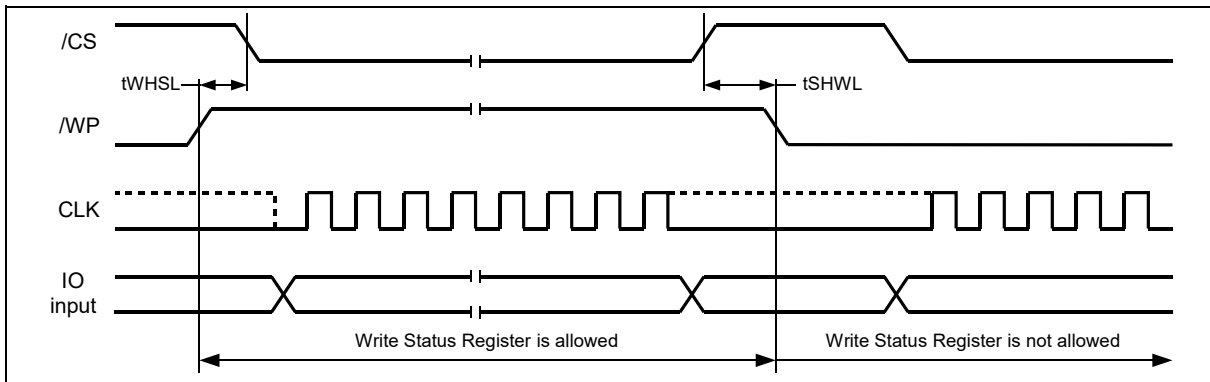 /CS
tWHSL
tSHWL
/WP
CLK
IO
input
Write Status Register is allowed
Write Status Register is not allowed